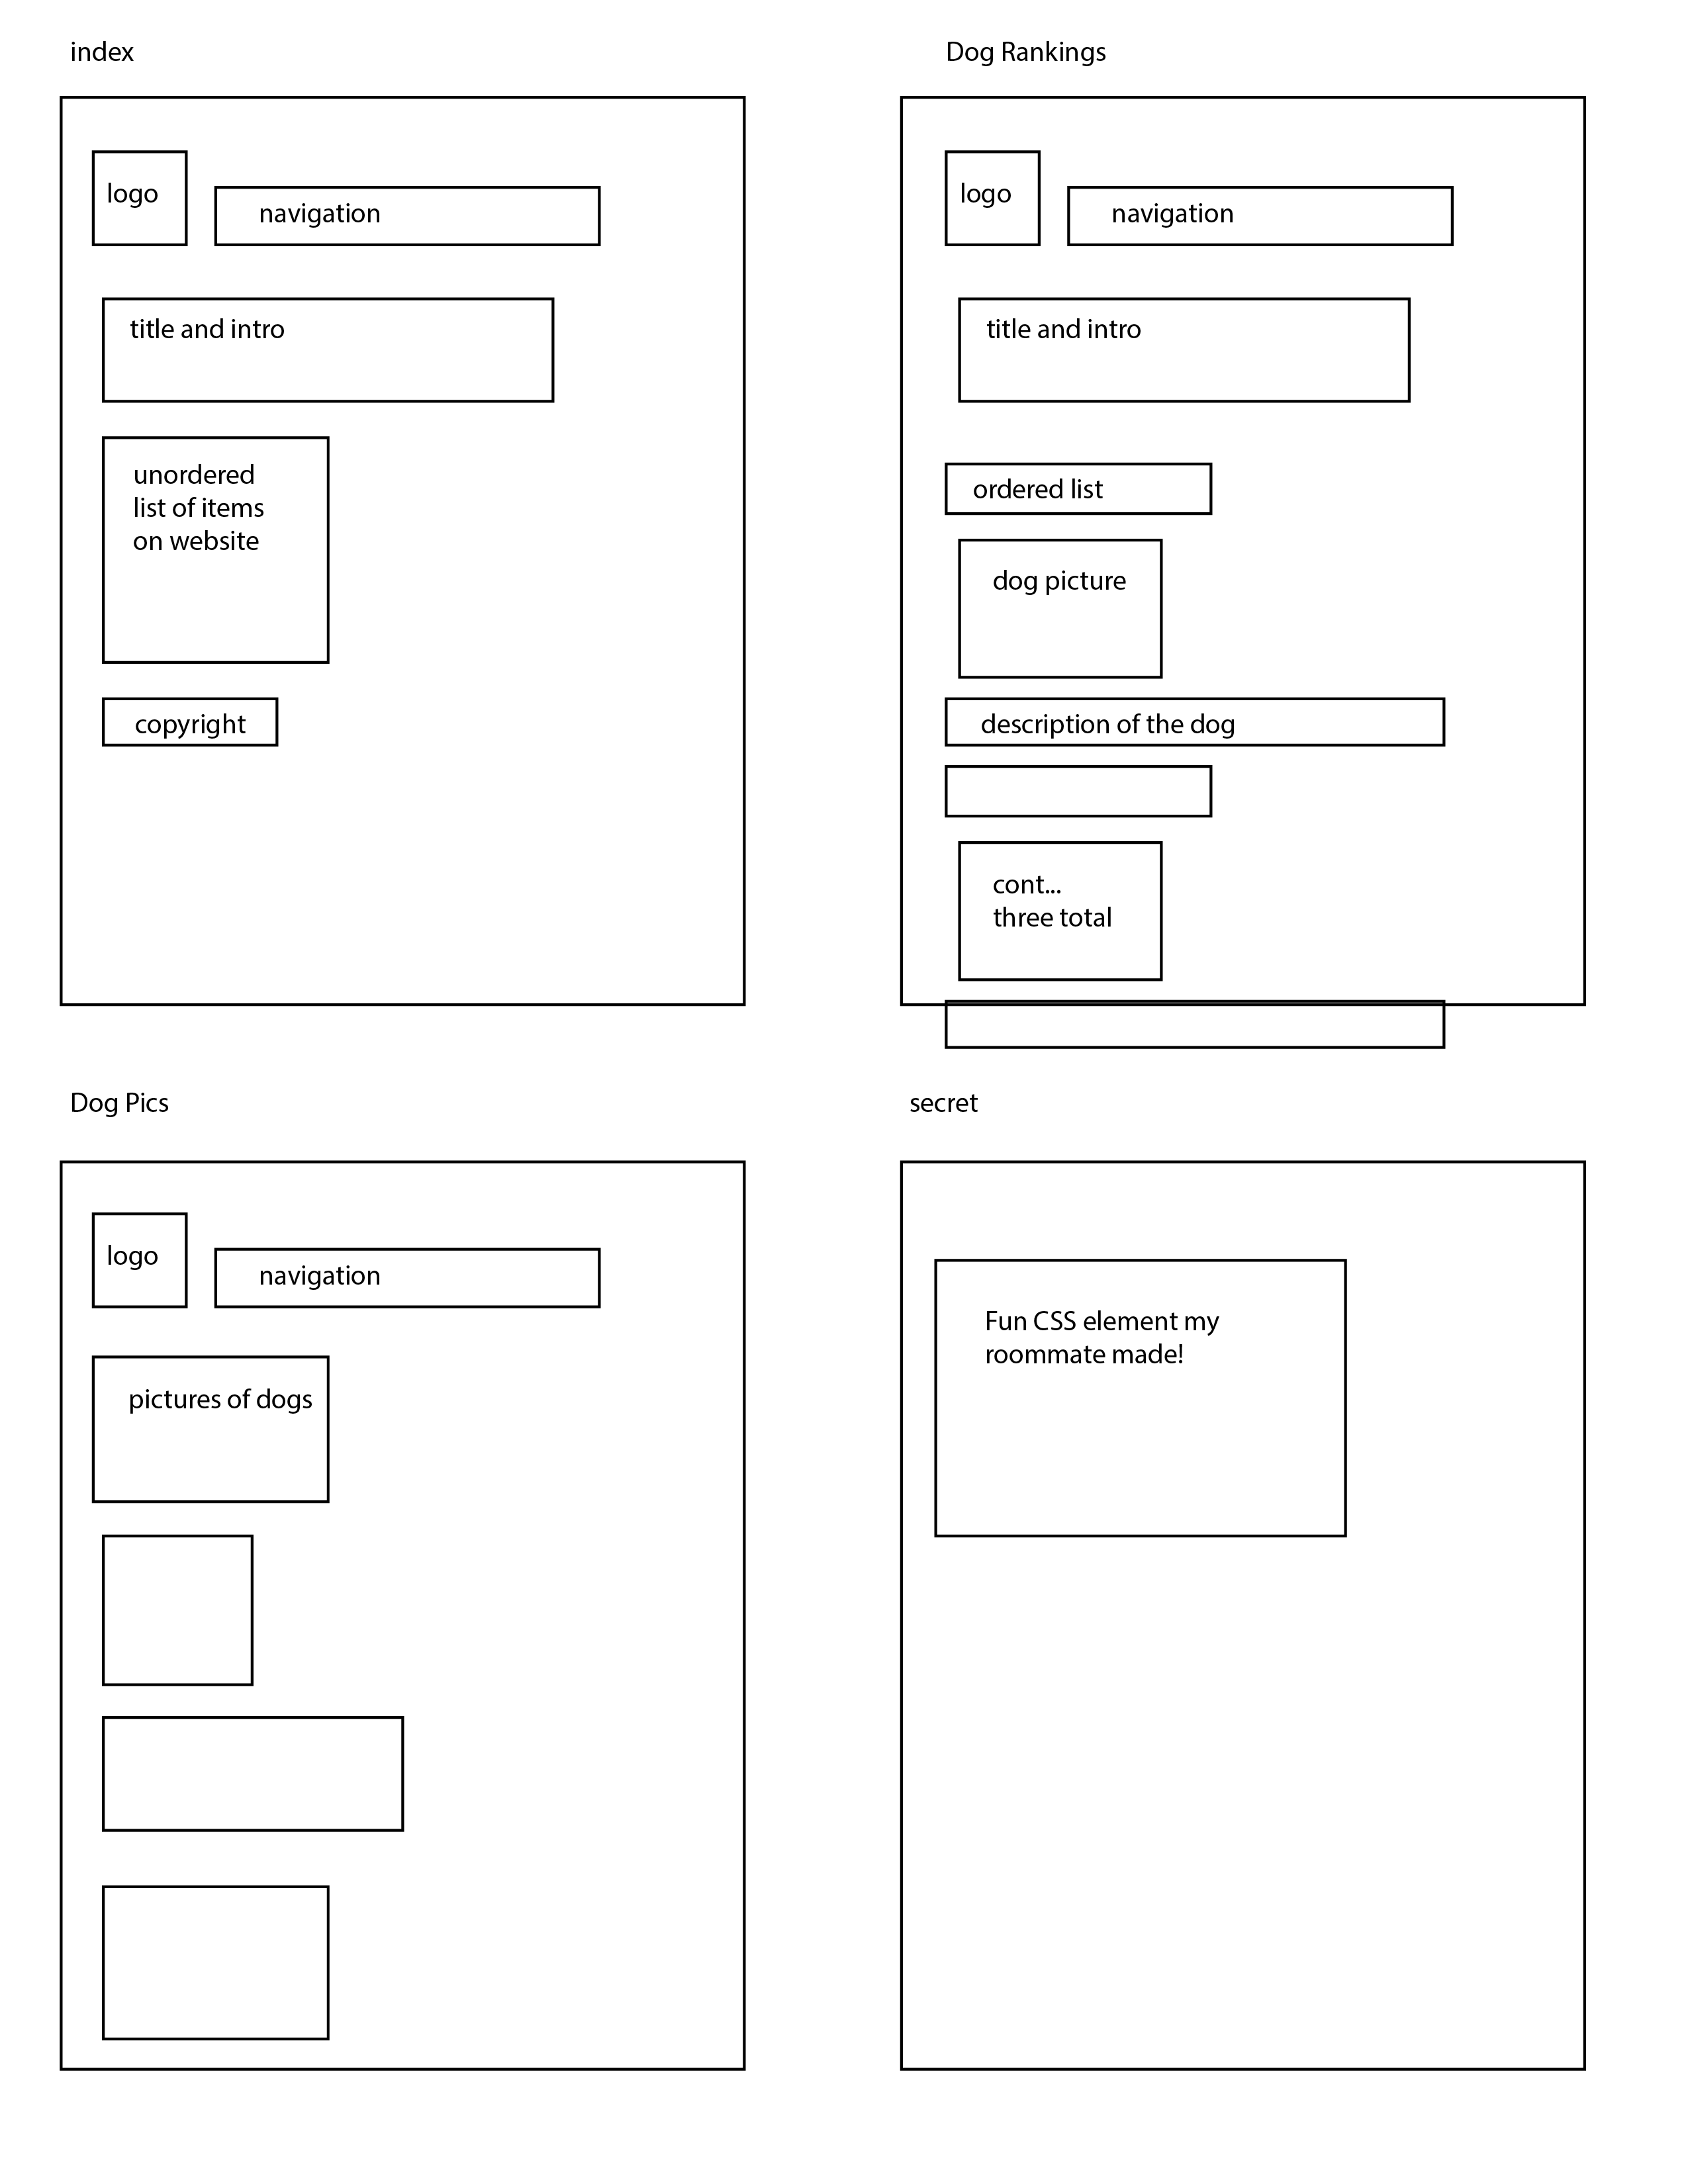 index
logo
navigation
title and intro
unordered
list of items
on website
copyright
Dog Rankings
logo
navigation
title and intro
ordered list
dog picture
description of the dog
cont...
three total
Dog Pics
logo
navigation
pictures of dogs
secret
Fun CSS element my
roommate made!